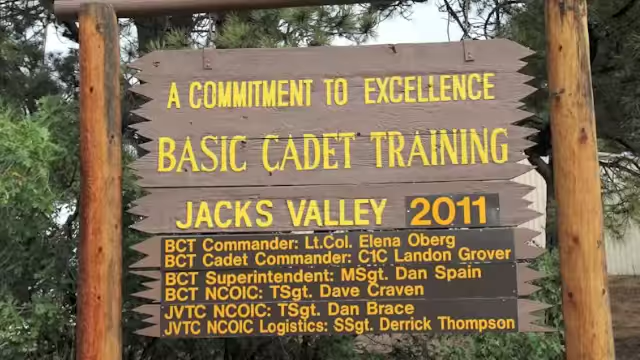 A COMMITMENT TO EXCELLENCE
BASIC CADET TRAINING
JACKS VALLEY 2011
BCT Commander: Lt.Col. Elena Oberg
BCT Cadet Commander: C1C Landon Grover
BCT Superintendent: MSgt. Dan Spain
BCT NCOIC: TSgt. Dave Craven
JVTC NCOIC: TSgt. Dan Brace
JVTC NCOIC Logistics: SSgt. Derrick Thompson